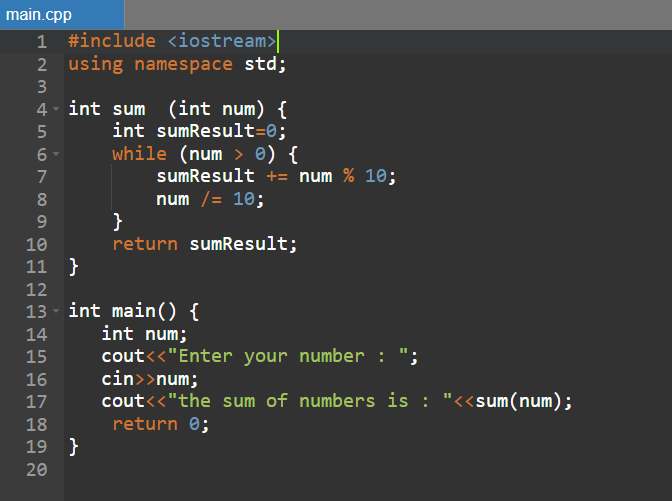 main.cpp
1 #include <iostream>
2 using namespace std;
3
4 int sum  (int num) {
5     int sumResult=0;
6     while (num > 0) {
7         sumResult += num % 10;
8         num /= 10;
9     }
10     return sumResult;
11 }
12
13 int main() {
14    int num;
15    cout<<"Enter your number : ";
16    cin>>num;
17    cout<<"the sum of numbers is : "<<sum(num);
18     return 0;
19 }
20